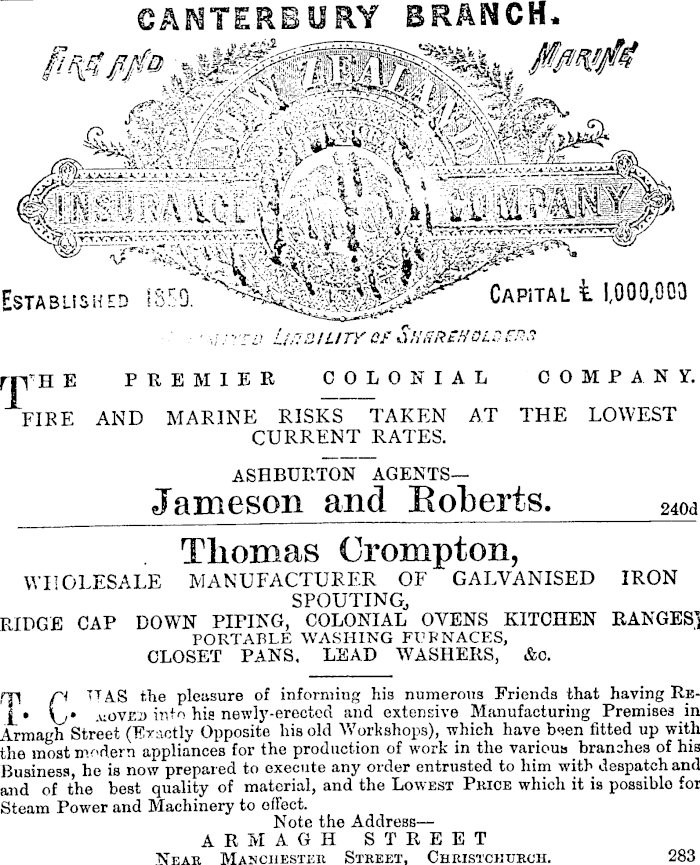 CANTERBURY BRANCH.
FIRE AND MARINE
NEW ZEALAND
INSURANCE COMPANY
ESTABLISHED 1859. CAPITAL £ 1,000,000
LIABILITY OF SHAREHOLDERS
THE PREMIER COLONIAL COMPANY.
FIRE AND MARINE RISKS TAKEN AT THE LOWEST
CURRENT RATES.
ASHBURTON AGENTS—
Jameson and Roberts. 240d
Thomas Crompton,
WHOLESALE MANUFACTURER OF GALVANISED IRON
SPOUTING,
RIDGE CAP DOWN PIPING, COLONIAL OVENS KITCHEN RANGES,
PORTABLE WASHING FURNACES,
CLOSET PANS, LEAD WASHERS, &c.
T. C. HAS the pleasure of informing his numerous Friends that having RE-
MOVED into his newly-erected and extensive Manufacturing Premises in
Armagh Street (Exactly Opposite his old Workshops), which have been fitted up with
the most modern appliances for the production of work in the various branches of his
Business, he is now prepared to execute any order entrusted to him with despatch and
and of the best quality of material, and the LOWEST PRICE which it is possible for
Steam Power and Machinery to effect.
Note the Address—
ARMAGH STREET
NEAR MANCHESTER STREET, CHRISTCHURCH. 283